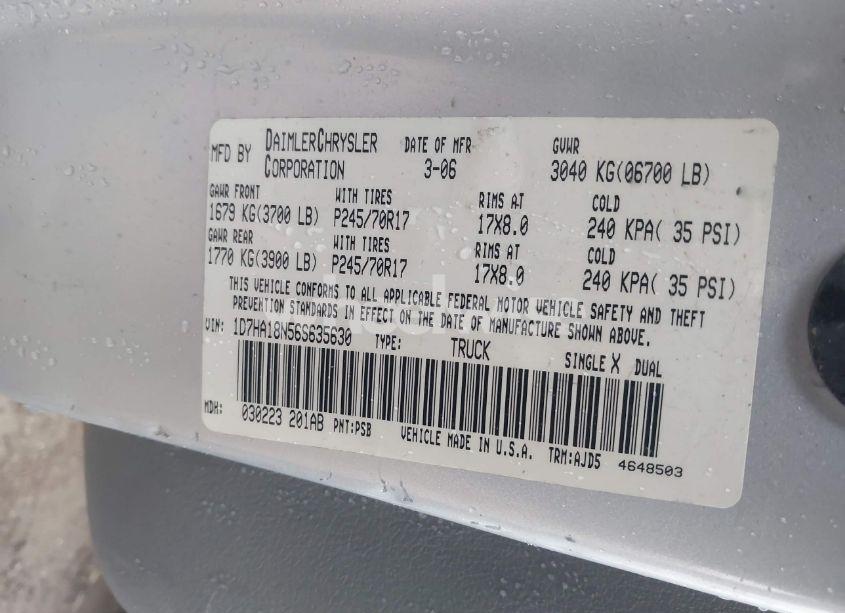 MFD BY DAIMLERCHRYSLER CORPORATION DATE OF MFR 3-06 GVWR 3040 KG(06700 LB)
GAWR FRONT WITH TIRES RIMS AT COLD
1679 KG(3700 LB) P245/70R17 17X8.0 240 KPA( 35 PSI)
GAWR REAR WITH TIRES RIMS AT COLD
1770 KG(3900 LB) P245/70R17 17X8.0 240 KPA( 35 PSI)
THIS VEHICLE CONFORMS TO ALL APPLICABLE FEDERAL MOTOR VEHICLE SAFETY AND THEFT
PREVENTION STANDARDS IN EFFECT ON THE DATE OF MANUFACTURE SHOWN ABOVE.
VIN: 1D7HA18N56S635630 TYPE: TRUCK SINGLE X DUAL
MDH: 030223 201AB PNT:PSB VEHICLE MADE IN U.S.A. TRM:AJD5 4648503